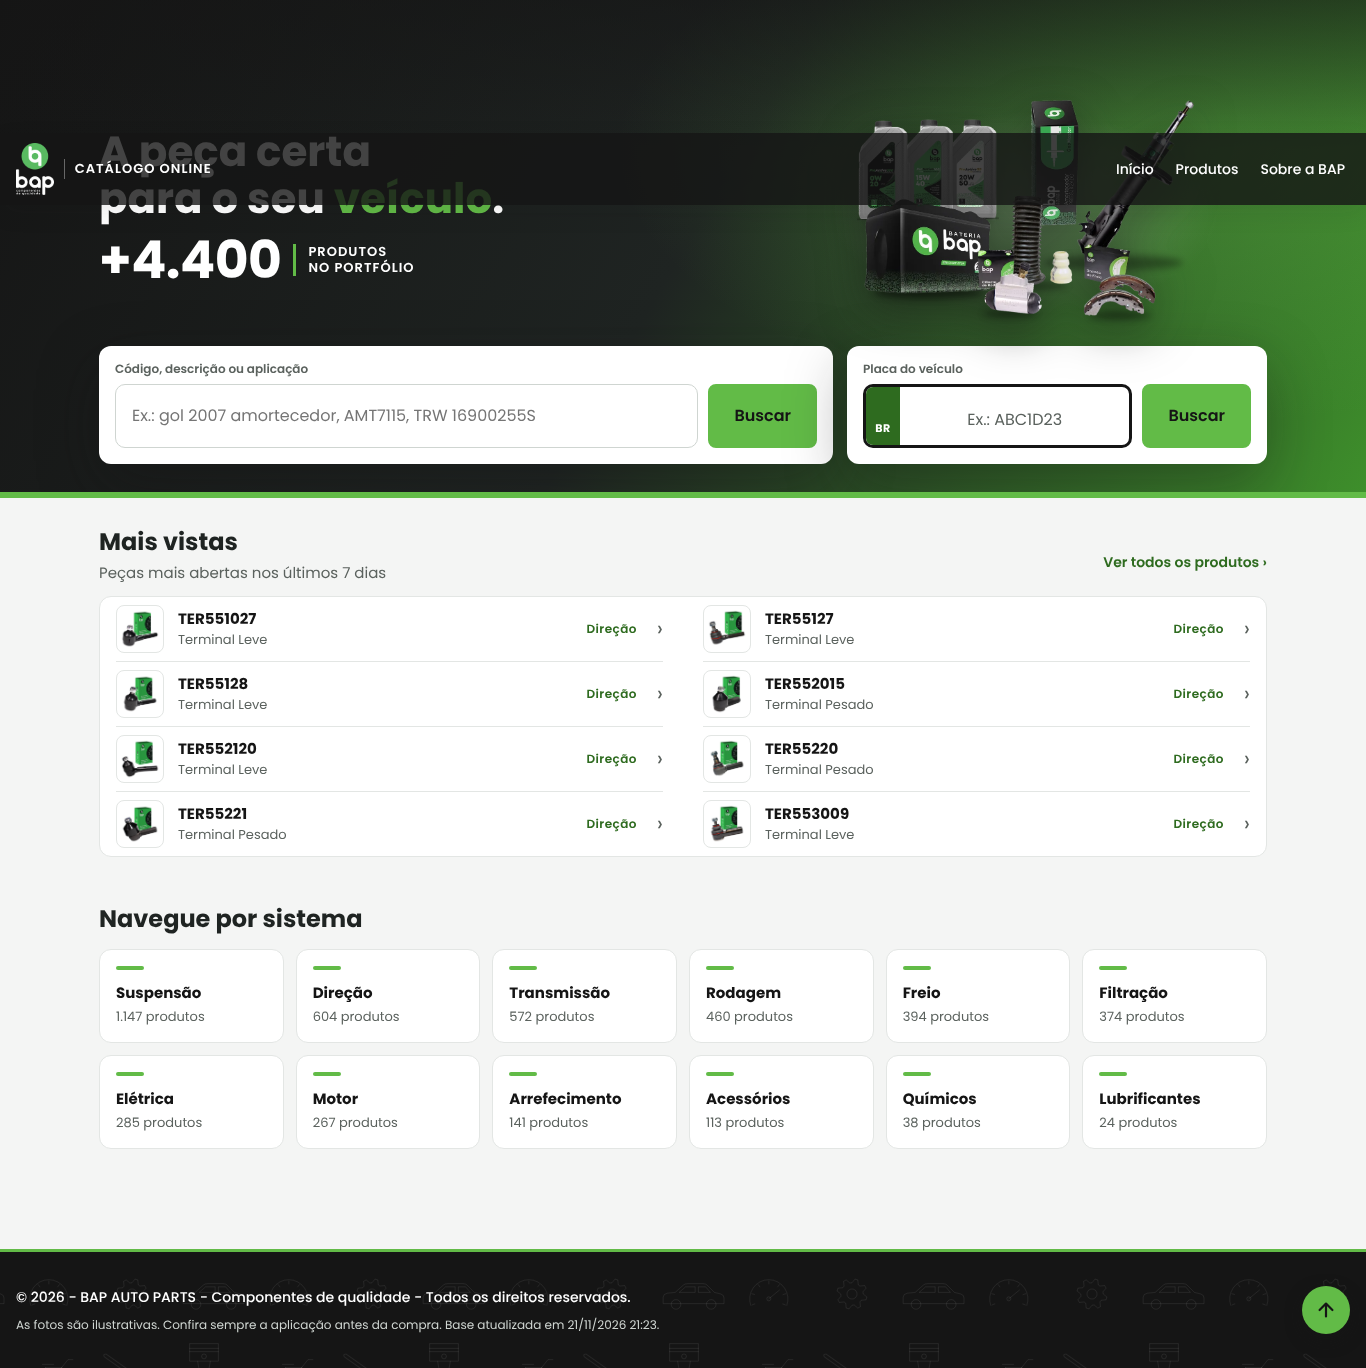 bap
CATÁLOGO ONLINE
Início
Produtos
Sobre a BAP
A peça certa
para o seu veículo.
+4.400
PRODUTOS
NO PORTFÓLIO
BATERIA
bap
Código, descrição ou aplicação
Ex.: gol 2007 amortecedor, AMT7115, TRW 16900255S
Buscar
Placa do veículo
BR
Ex.: ABC1D23
Buscar
Mais vistas
Peças mais abertas nos últimos 7 dias
Ver todos os produtos ›
TER551027
Terminal Leve
Direção ›
TER55127
Terminal Leve
Direção ›
TER55128
Terminal Leve
Direção ›
TER552015
Terminal Pesado
Direção ›
TER552120
Terminal Leve
Direção ›
TER55220
Terminal Pesado
Direção ›
TER55221
Terminal Pesado
Direção ›
TER553009
Terminal Leve
Direção ›
Navegue por sistema
Suspensão
1.147 produtos
Direção
604 produtos
Transmissão
572 produtos
Rodagem
460 produtos
Freio
394 produtos
Filtração
374 produtos
Elétrica
285 produtos
Motor
267 produtos
Arrefecimento
141 produtos
Acessórios
113 produtos
Químicos
38 produtos
Lubrificantes
24 produtos
© 2026 - BAP AUTO PARTS - Componentes de qualidade - Todos os direitos reservados.
As fotos são ilustrativas. Confira sempre a aplicação antes da compra. Base atualizada em 21/11/2026 21:23.